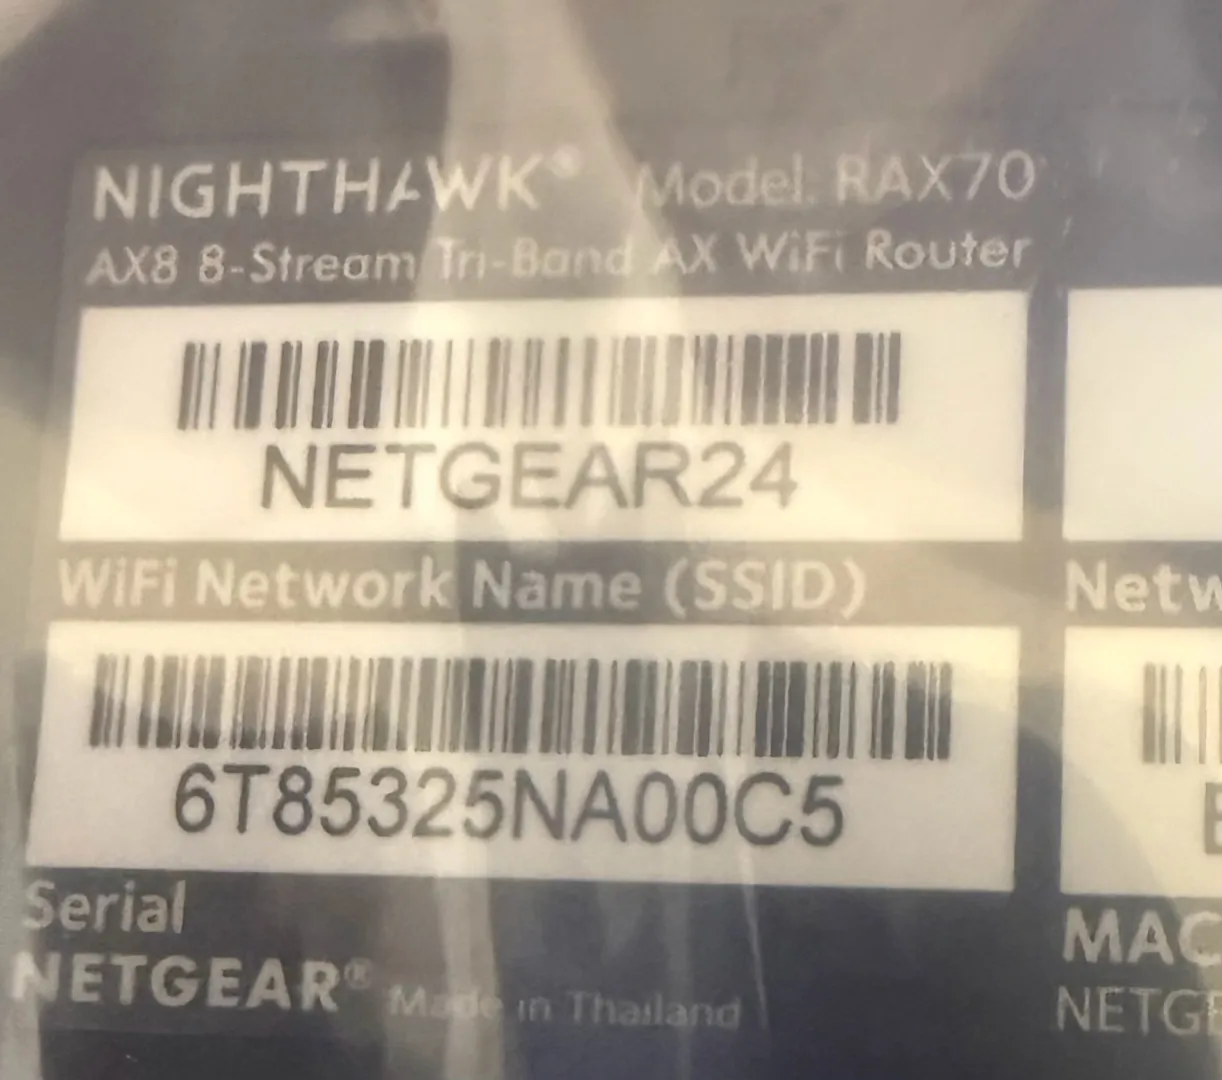 NIGHTHAWK® Model: RAX70
AX8 8-Stream Tri-Band AX WiFi Router
NETGEAR24
WiFi Network Name (SSID)
Netw
6T85325NA00C5
Serial
MAC
NETGEAR® Made in Thailand
NETGE